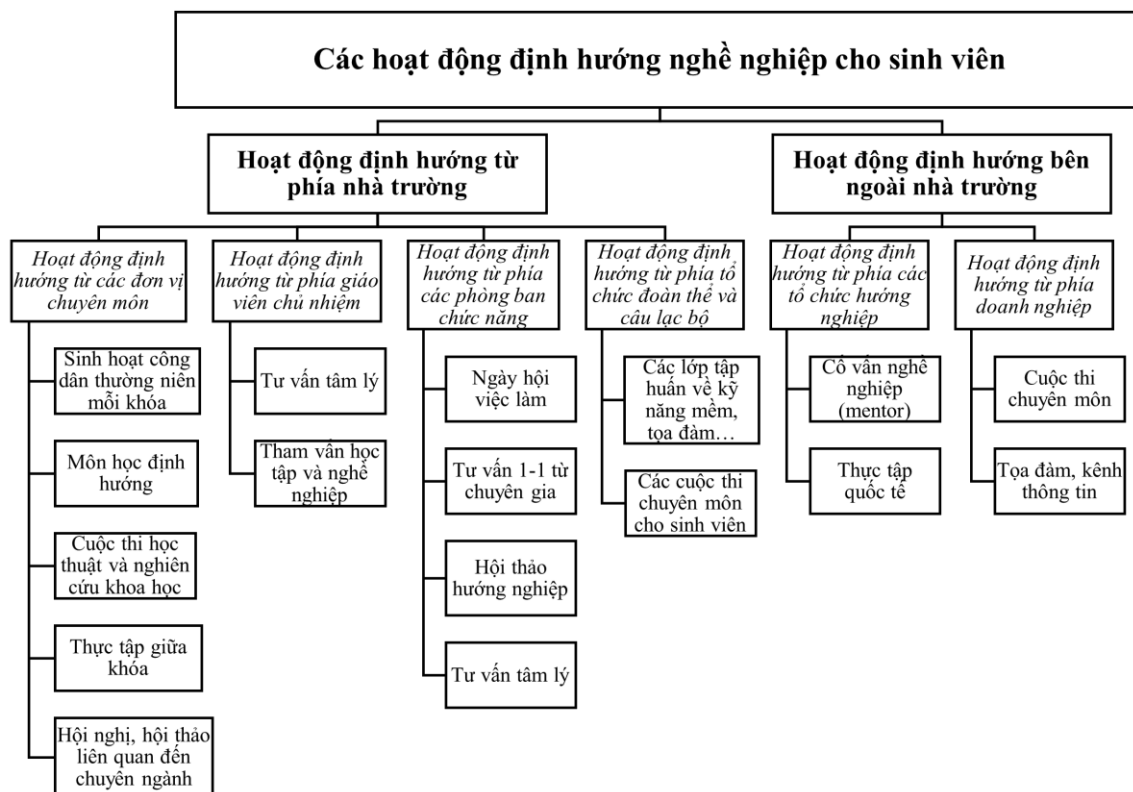 Các hoạt động định hướng nghề nghiệp cho sinh viên
Hoạt động định hướng từ
phía nhà trường
Hoạt động định hướng bên
ngoài nhà trường
Hoạt động định
hướng từ các đơn vị
chuyên môn
Hoạt động định
hướng từ phía giáo
viên chủ nhiệm
Hoạt động định
hướng từ phía
các phòng ban
chức năng
Hoạt động định
hướng từ phía tổ
chức đoàn thể và
câu lạc bộ
Hoạt động định
hướng từ phía các
tổ chức hướng
nghiệp
Hoạt động định
hướng từ phía
doanh nghiệp
Sinh hoạt công
dân thường niên
mỗi khóa
Môn học định
hướng
Cuộc thi học
thuật và nghiên
cứu khoa học
Thực tập giữa
khóa
Hội nghị, hội thảo
liên quan đến
chuyên ngành
Tư vấn tâm lý
Tham vấn học
tập và nghề
nghiệp
Ngày hội
việc làm
Tư vấn 1-1 từ
chuyên gia
Hội thảo
hướng nghiệp
Tư vấn tâm lý
Các lớp tập
huấn về kỹ
năng mềm,
tọa đàm…
Các cuộc thi
chuyên môn
cho sinh viên
Cố vấn nghề
nghiệp
(mentor)
Thực tập
quốc tế
Cuộc thi
chuyên môn
Tọa đàm, kênh
thông tin